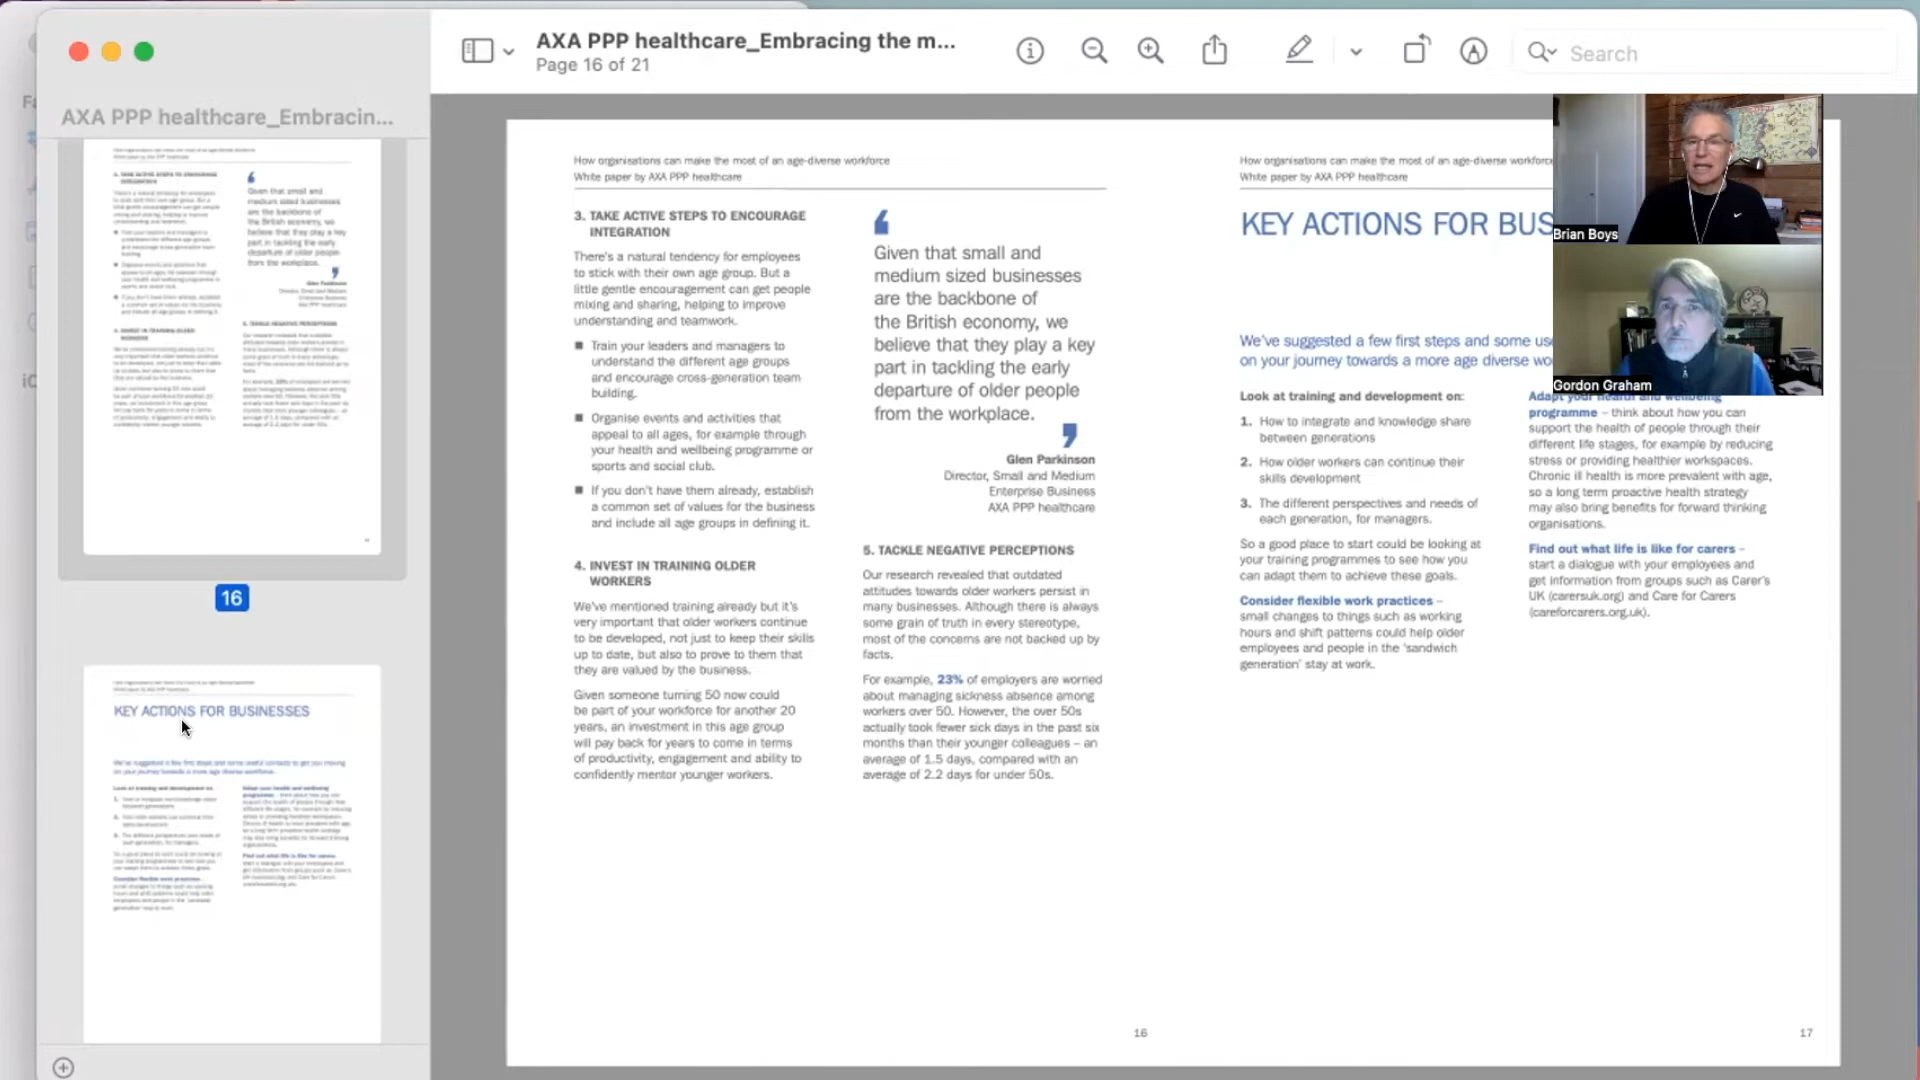 AXA PPP healthcare_Embracing the m...
Page 16 of 21
Search
AXA PPP healthcare_Embracin...
16
KEY ACTIONS FOR BUSINESSES
How organisations can make the most of an age-diverse workforce
White paper by AXA PPP healthcare
3. TAKE ACTIVE STEPS TO ENCOURAGE
INTEGRATION
There's a natural tendency for employees
to stick with their own age group. But a
little gentle encouragement can get people
mixing and sharing, helping to improve
understanding and teamwork.
■ Train your leaders and managers to
understand the different age groups
and encourage cross-generation team
building.
■ Organise events and activities that
appeal to all ages, for example through
your health and wellbeing programme or
sports and social club.
■ If you don't have them already, establish
a common set of values for the business
and include all age groups in defining it.
4. INVEST IN TRAINING OLDER
WORKERS
We've mentioned training already but it's
very important that older workers continue
to be developed, not just to keep their skills
up to date, but also to prove to them that
they are valued by the business.
Given someone turning 50 now could
be part of your workforce for another 20
years, an investment in this age group
will pay back for years to come in terms
of productivity, engagement and ability to
confidently mentor younger workers.
‘
Given that small and
medium sized businesses
are the backbone of
the British economy, we
believe that they play a key
part in tackling the early
departure of older people
from the workplace.
’
Glen Parkinson
Director, Small and Medium
Enterprise Business
AXA PPP healthcare
5. TACKLE NEGATIVE PERCEPTIONS
Our research revealed that outdated
attitudes towards older workers persist in
many businesses. Although there is always
some grain of truth in every stereotype,
most of the concerns are not backed up by
facts.
For example, 23% of employers are worried
about managing sickness absence among
workers over 50. However, the over 50s
actually took fewer sick days in the past six
months than their younger colleagues – an
average of 1.5 days, compared with an
average of 2.2 days for under 50s.
16
How organisations can make the most of an age-diverse workforce
White paper by AXA PPP healthcare
KEY ACTIONS FOR BUS
We've suggested a few first steps and some use
on your journey towards a more age diverse wo
Look at training and development on:
1. How to integrate and knowledge share
between generations
2. How older workers can continue their
skills development
3. The different perspectives and needs of
each generation, for managers.
So a good place to start could be looking at
your training programmes to see how you
can adapt them to achieve these goals.
Consider flexible work practices –
small changes to things such as working
hours and shift patterns could help older
employees and people in the 'sandwich
generation' stay at work.
Adapt your health and wellbeing
programme – think about how you can
support the health of people through their
different life stages, for example by reducing
stress or providing healthier workspaces.
Chronic ill health is more prevalent with age,
so a long term proactive health strategy
may also bring benefits for forward thinking
organisations.
Find out what life is like for carers –
start a dialogue with your employees and
get information from groups such as Carer's
UK (carersuk.org) and Care for Carers
(careforcarers.org.uk).
17
Brian Boys
Gordon Graham